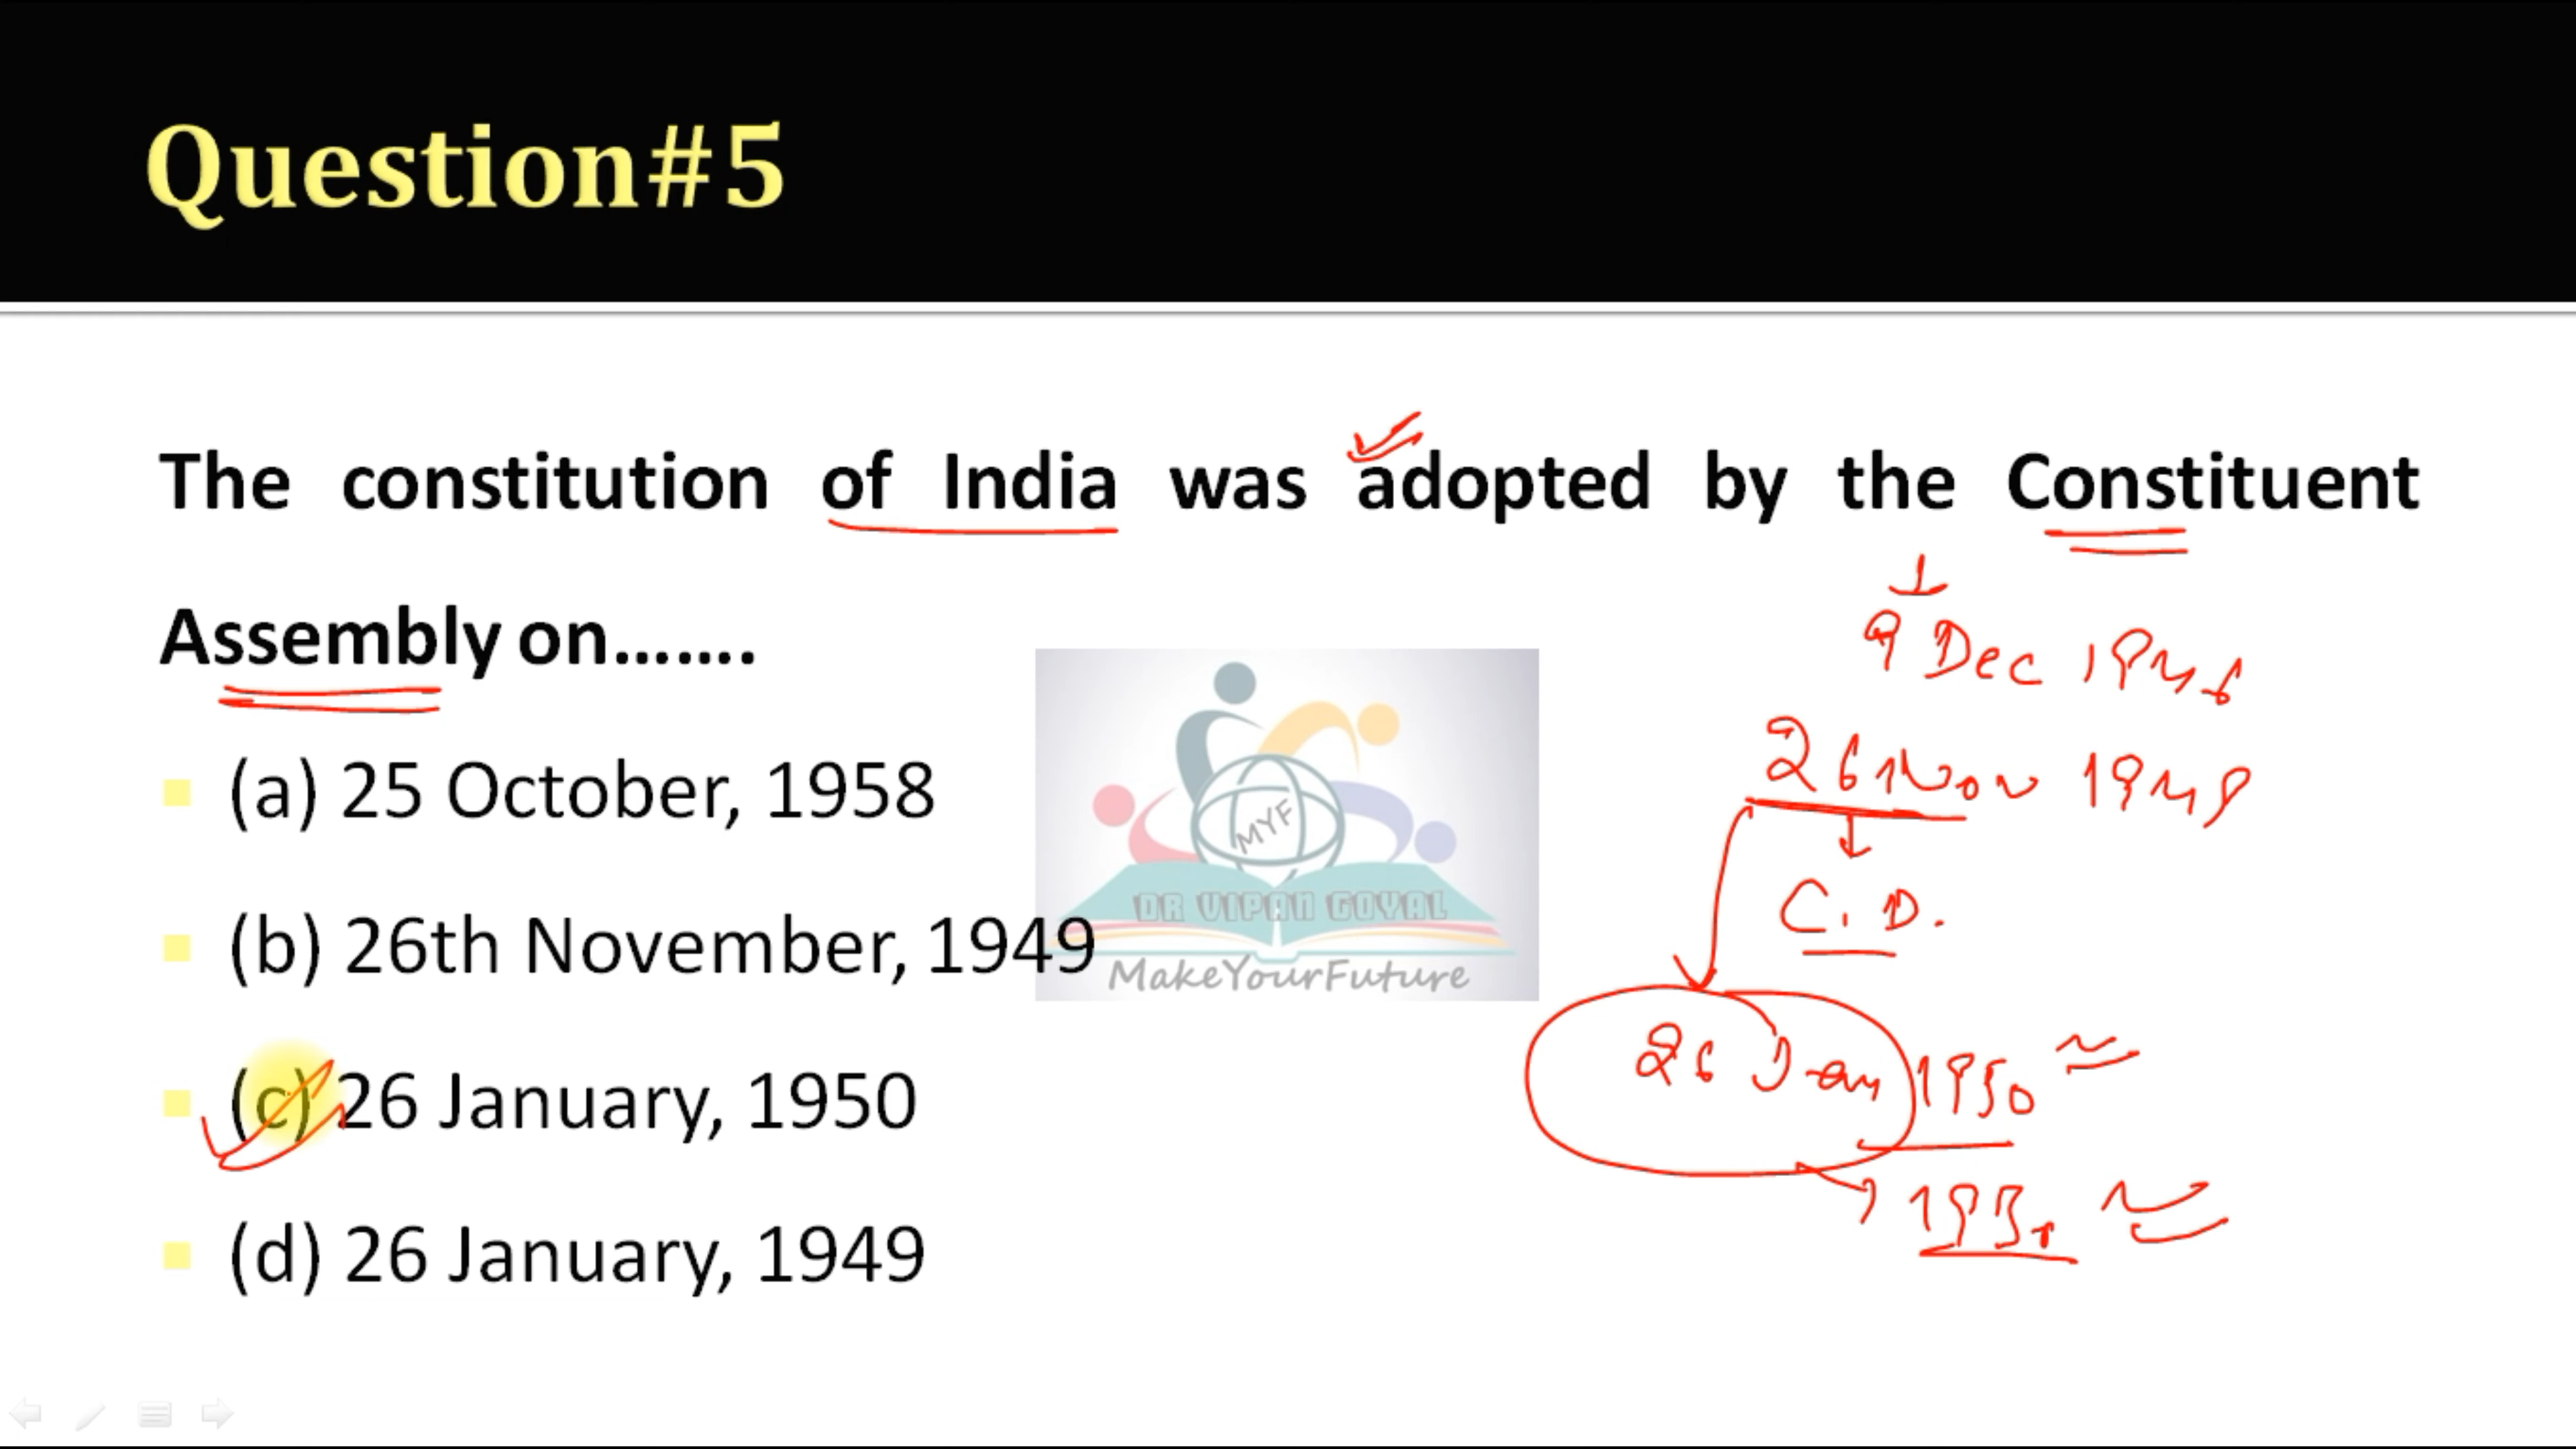 Question#5
The constitution of India was adopted by the Constituent
Assembly on.......
(a) 25 October, 1958
(b) 26th November, 1949
(c) 26 January, 1950
(d) 26 January, 1949
9 Dec 1946
26 Nov 1949
C. D.
26 Jan 1950
MYF
DR VIPAN GOYAL
MakeYourFuture